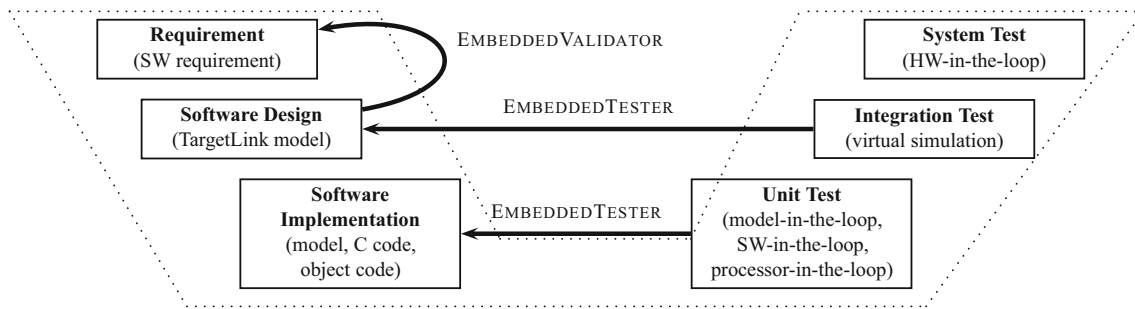 Requirement
(SW requirement)
EMBEDDEDVALIDATOR
System Test
(HW-in-the-loop)
Software Design
(TargetLink model)
EMBEDDEDTESTER
Integration Test
(virtual simulation)
Software
Implementation
(model, C code,
object code)
EMBEDDEDTESTER
Unit Test
(model-in-the-loop,
SW-in-the-loop,
processor-in-the-loop)